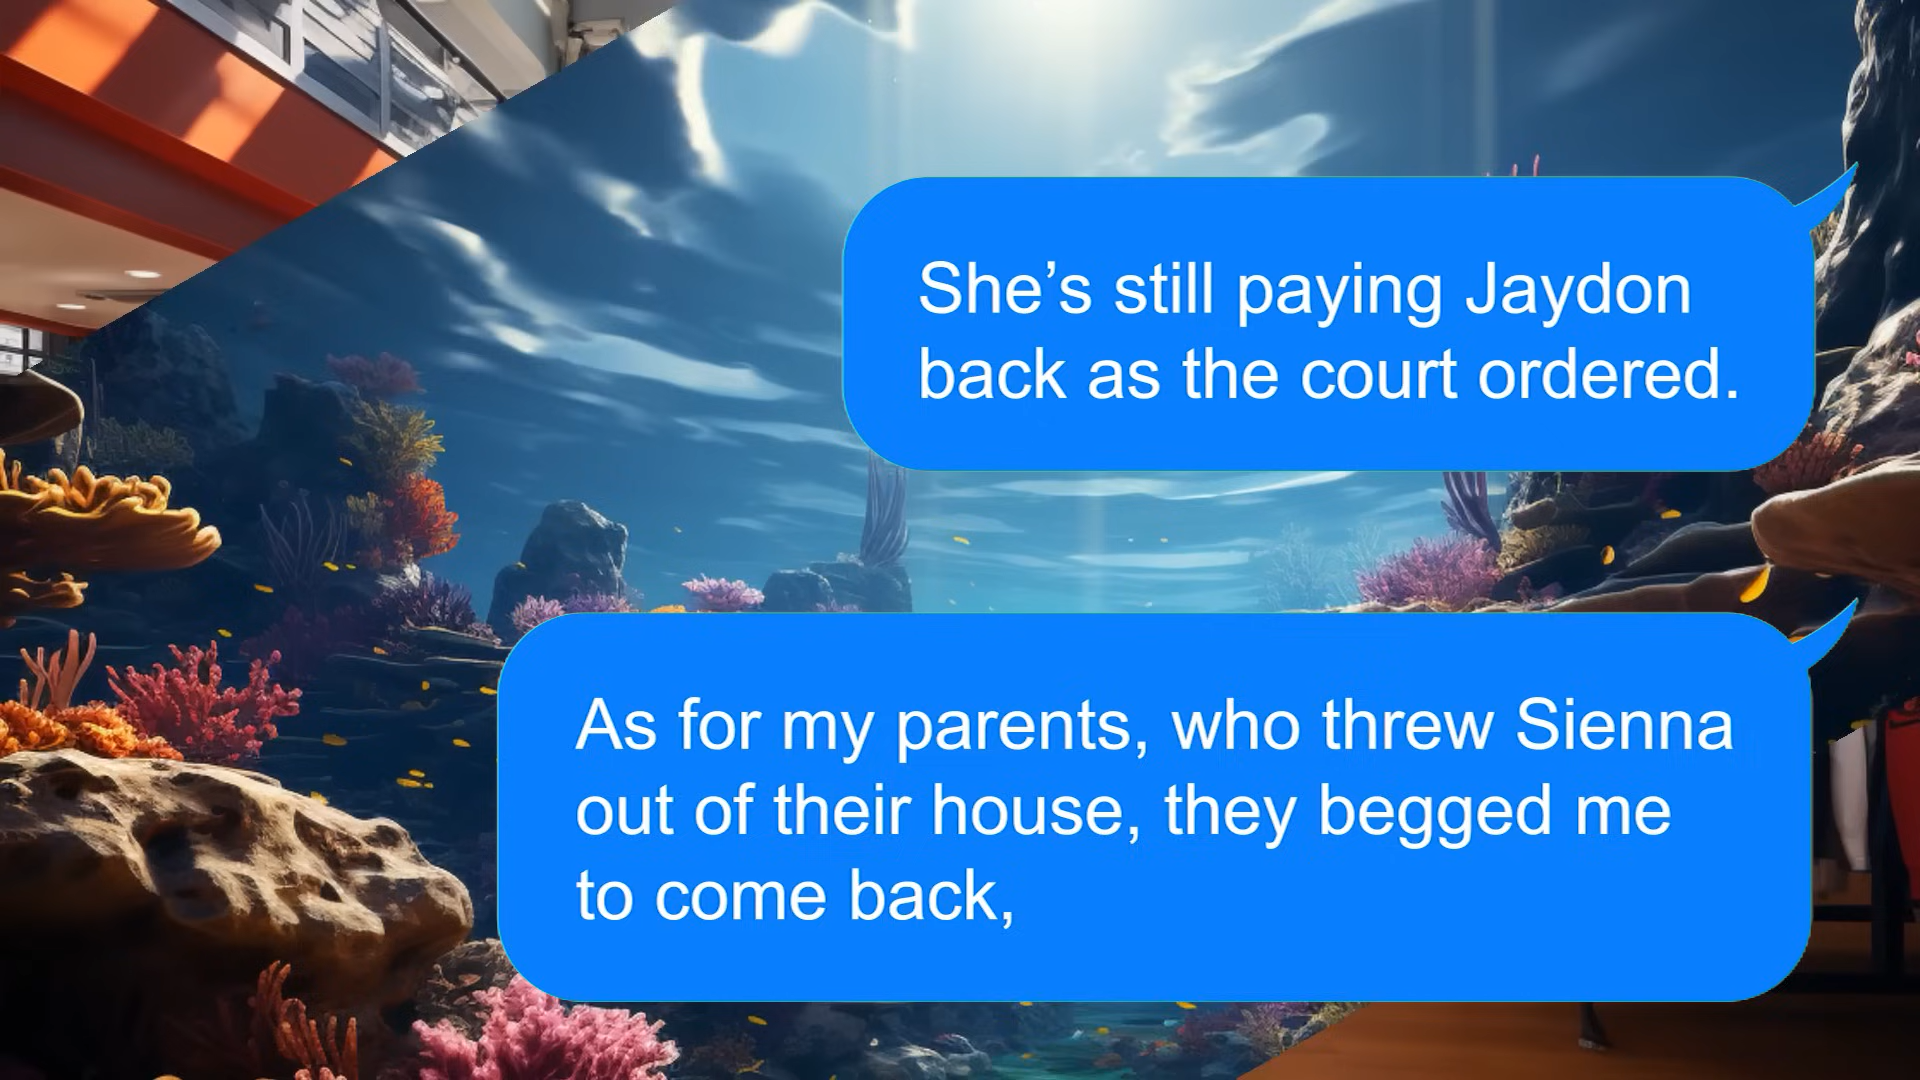 She’s still paying Jaydon
back as the court ordered.
As for my parents, who threw Sienna
out of their house, they begged me
to come back,